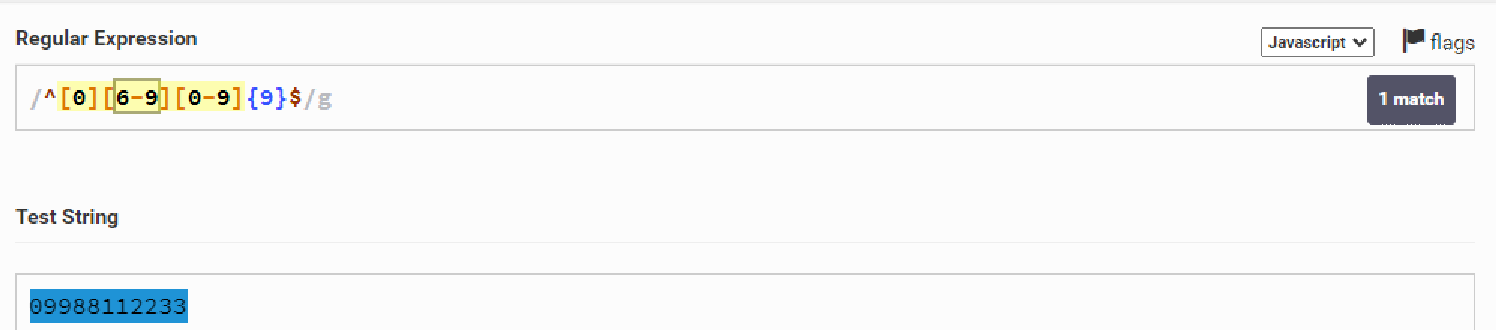 Regular Expression
Javascript flags
/^[0][6-9][0-9]{9}$/g
1 match
Test String
09988112233